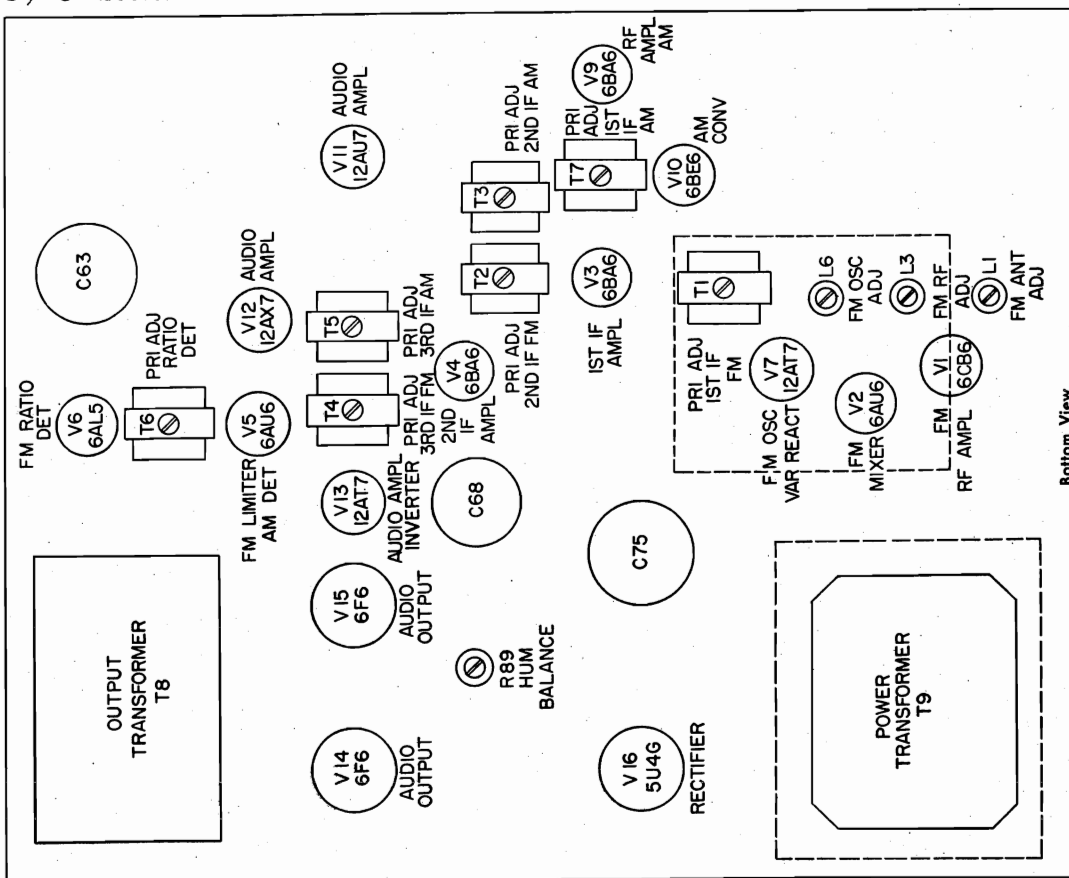 C63
V11
12AU7
AUDIO
AMPL
V9
6BA6
RF
AMPL
AM
FM RATIO
DET
V6
6AL5
T6
PRI ADJ
RATIO
DET
V12
12AX7
AUDIO
AMPL
V5
6AU6
FM LIMITER
AM DET
T5
PRI ADJ
3RD IF AM
T4
PRI ADJ
3RD IF FM
V13
12AT7
AUDIO AMPL
INVERTER
V4
6BA6
2ND
IF
AMPL
T3
PRI ADJ
2ND IF AM
T2
PRI ADJ
2ND IF FM
T7
PRI
ADJ
IST
IF
AM
V10
6BE6
AM
CONV
V3
6BA6
IST IF
AMPL
C68
OUTPUT
TRANSFORMER
T8
V15
6F6
AUDIO
OUTPUT
V14
6F6
AUDIO
OUTPUT
R89
HUM
BALANCE
C75
V16
5U4G
RECTIFIER
T1
PRI ADJ
IST IF
FM
L6
FM OSC
ADJ
L3
FM RF
ADJ
L1
FM ANT
ADJ
V7
12AT7
FM OSC
VAR REACT
V2
6AU6
FM
MIXER
V1
6CB6
FM
RF AMPL
POWER
TRANSFORMER
T9
Bottom View